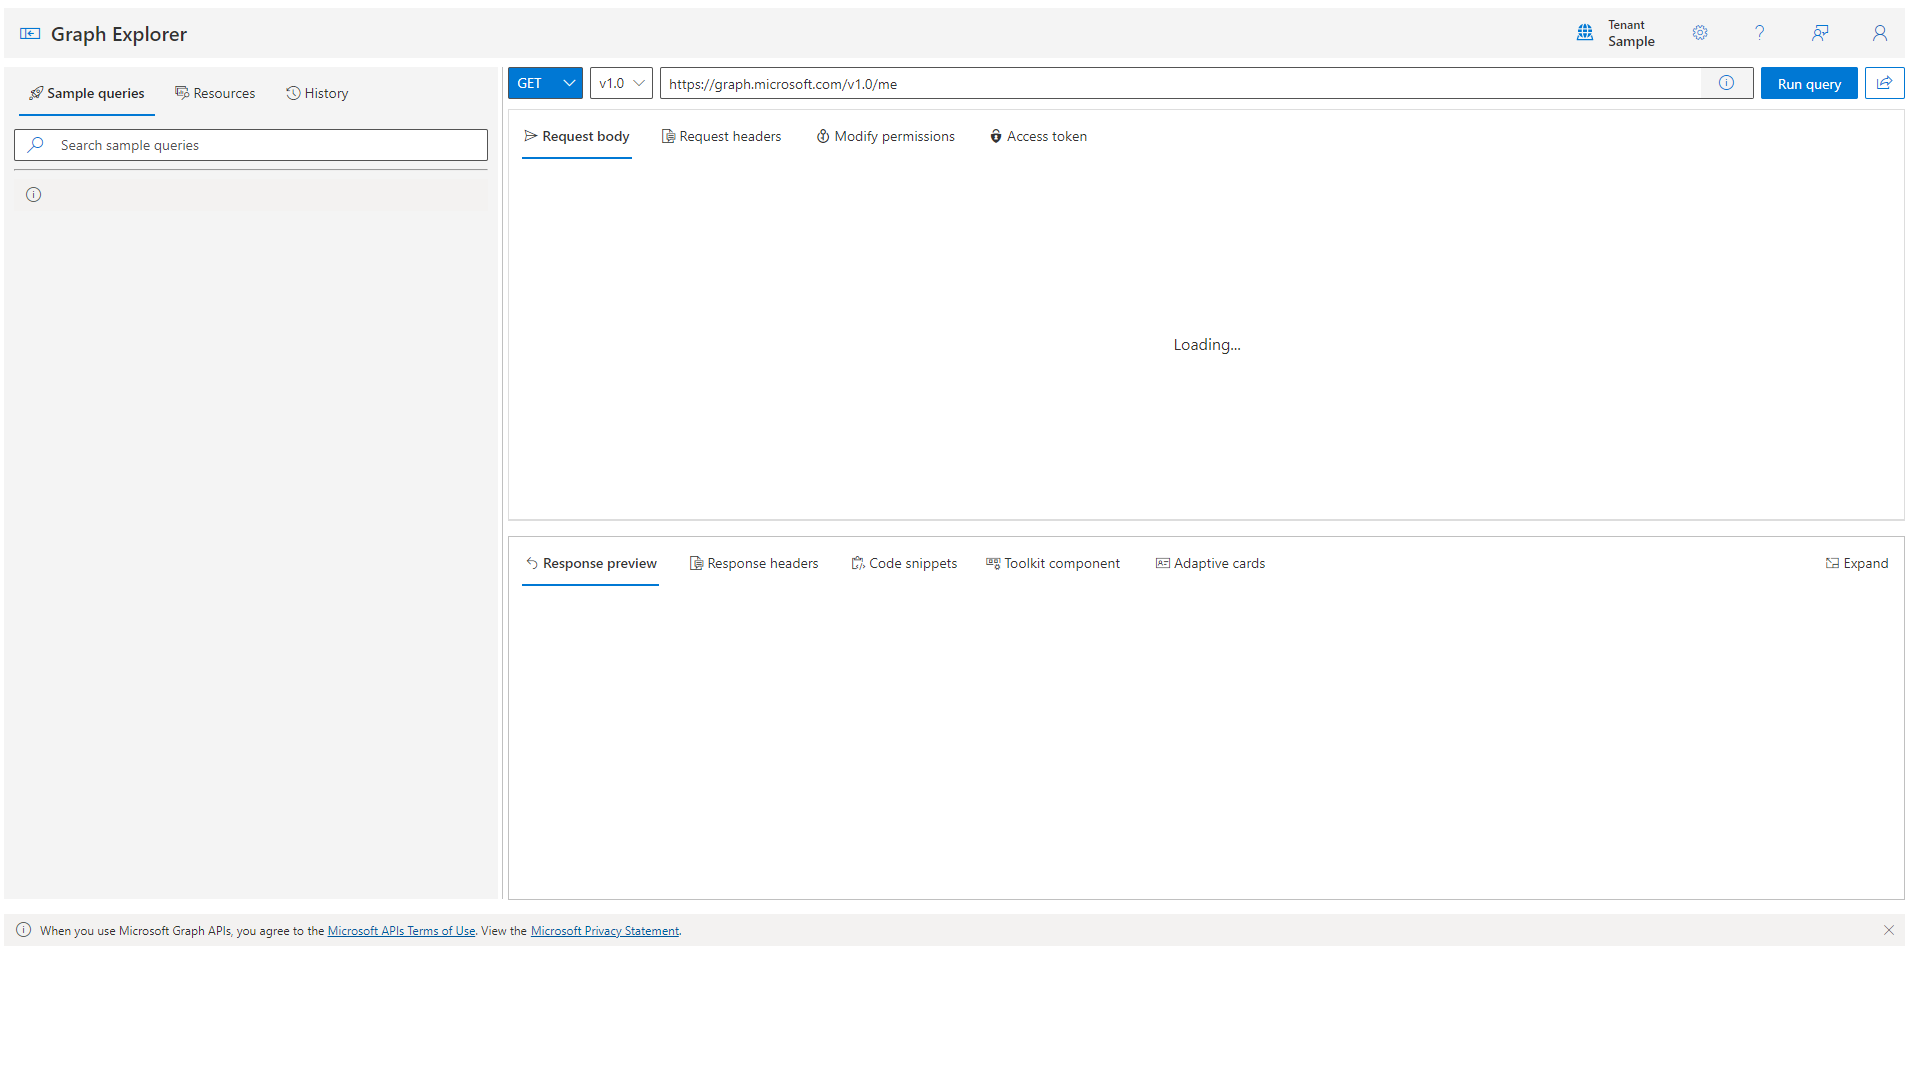 Graph Explorer
Tenant
Sample
Sample queries
Resources
History
Search sample queries
GET
v1.0
https://graph.microsoft.com/v1.0/me
Run query
Request body
Request headers
Modify permissions
Access token
Loading...
Response preview
Response headers
Code snippets
Toolkit component
Adaptive cards
Expand
When you use Microsoft Graph APIs, you agree to the Microsoft APIs Terms of Use. View the Microsoft Privacy Statement.